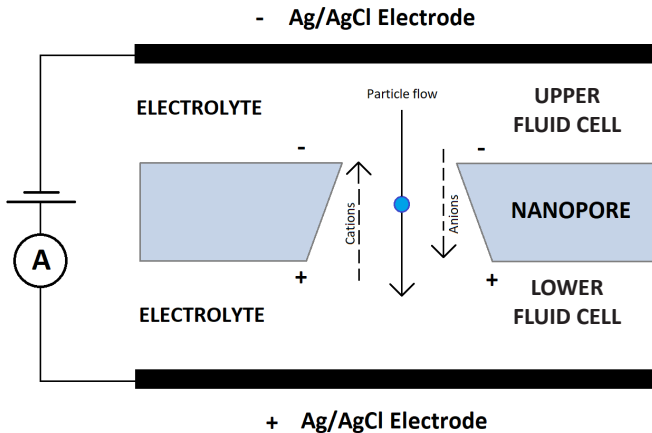 - Ag/AgCl Electrode
Particle flow
ELECTROLYTE
UPPER
FLUID CELL
- -
Cations
Anions
NANOPORE
A
+ +
ELECTROLYTE
LOWER
FLUID CELL
+ Ag/AgCl Electrode